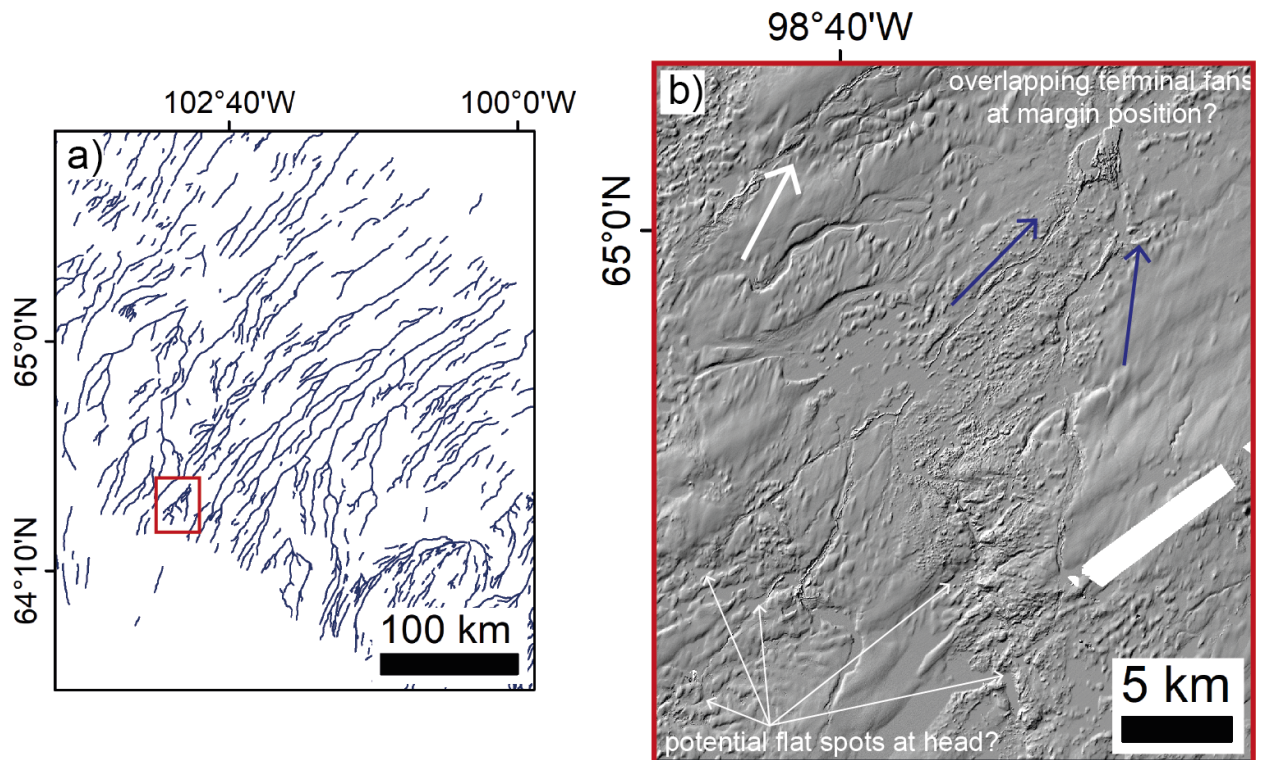 102°40'W
100°0'W
a)
65°0'N
64°10'N
100 km
98°40'W
b)
overlapping terminal fans
at margin position?
65°0'N
potential flat spots at head?
5 km